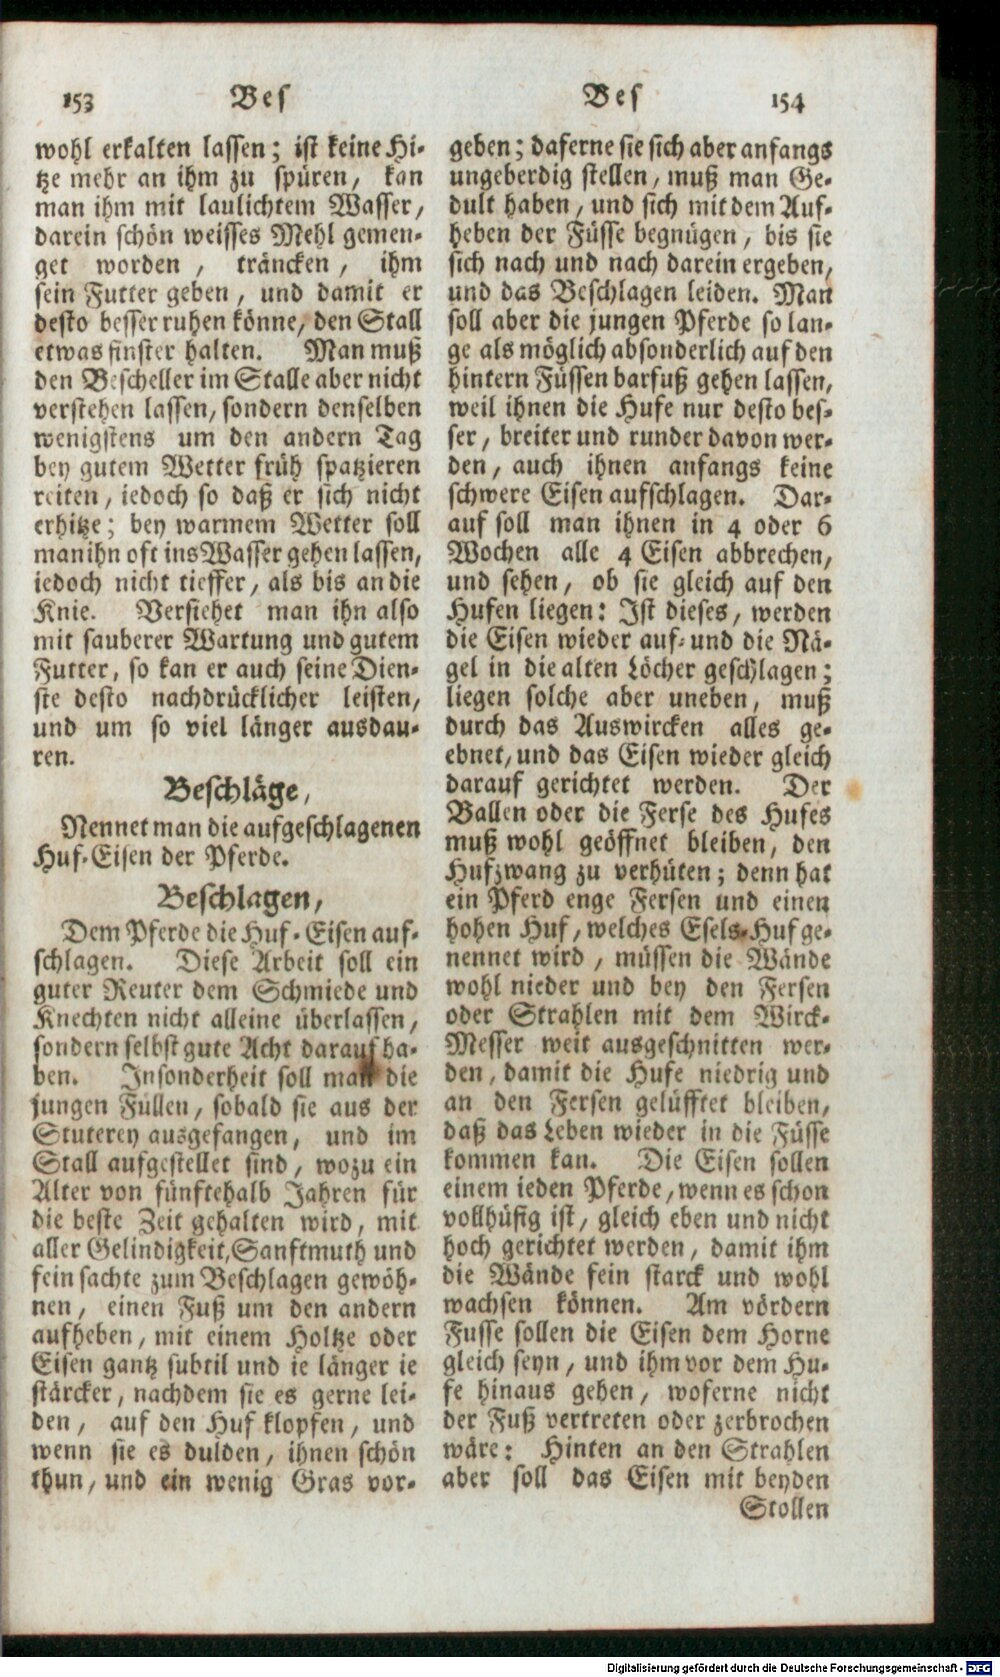 153 Bes
wohl erkalten lassen; ist keine Hi-
tze mehr an ihm zu spüren, kan
man ihm mit laulichtem Wasser,
darein schön weisses Mehl gemen-
get worden, träncken, ihm
sein Futter geben, und damit er
desto besser ruhen könne, den Stall
etwas finster halten. Man muß
den Bescheller im Stalle aber nicht
verstehen lassen, sondern denselben
wenigstens um den andern Tag
bey gutem Wetter früh spatzieren
reiten, iedoch so daß er sich nicht
erhitze; bey warmem Wetter soll
man ihn oft ins Wasser gehen lassen,
iedoch nicht tieffer, als bis an die
Knie. Versiehet man ihn also
mit sauberer Wartung und gutem
Futter, so kan er auch seine Dien-
ste desto nachdrücklicher leisten,
und um so viel länger ausdau-
ren.
Beschläge,
Nennet man die aufgeschlagenen
Huf-Eisen der Pferde.
Beschlagen,
Dem Pferde die Huf-Eisen auf-
schlagen. Diese Arbeit soll ein
guter Reuter dem Schmiede und
Knechten nicht alleine überlassen,
sondern selbst gute Acht darauf ha-
ben. Insonderheit soll man die
jungen Füllen, sobald sie aus der
Stuterey ausgefangen, und im
Stall aufgestellet sind, wozu ein
Alter von fünftehalb Jahren für
die beste Zeit gehalten wird, mit
aller Gelindigkeit, Sanftmuth und
fein sachte zum Beschlagen gewöh-
nen, einen Fuß um den andern
aufheben, mit einem Holtze oder
Eisen gantz subtil und ie länger ie
stärcker, nachdem sie es gerne lei-
den, auf den Huf klopfen, und
wenn sie es dulden, ihnen schön
thun, und ein wenig Gras vor-
Bes 154
geben; daferne sie sich aber anfangs
ungeberdig stellen, muß man Ge-
dult haben, und sich mit dem Auf-
heben der Füsse begnügen, bis sie
sich nach und nach darein ergeben,
und das Beschlagen leiden. Man
soll aber die jungen Pferde so lan-
ge als möglich absonderlich auf den
hintern Füssen barfuß gehen lassen,
weil ihnen die Hufe nur desto bes-
ser, breiter und runder davon wer-
den, auch ihnen anfangs keine
schwere Eisen aufschlagen. Dar-
auf soll man ihnen in 4 oder 6
Wochen alle 4 Eisen abbrechen,
und sehen, ob sie gleich auf den
Hufen liegen: Ist dieses, werden
die Eisen wieder auf- und die Nä-
gel in die alten Löcher geschlagen;
liegen solche aber uneben, muß
durch das Auswircken alles ge-
ebnet, und das Eisen wieder gleich
darauf gerichtet werden. Der
Ballen oder die Ferse des Hufes
muß wohl geöffnet bleiben, den
Hufzwang zu verhüten; denn hat
ein Pferd enge Fersen und einen
hohen Huf, welches Esels-Huf ge-
nennet wird, müssen die Wände
wohl nieder und bey den Fersen
oder Strahlen mit dem Wirck-
Messer weit ausgeschnitten wer-
den, damit die Hufe niedrig und
an den Fersen gelüfftet bleiben,
daß das Leben wieder in die Füsse
kommen kan. Die Eisen sollen
einem ieden Pferde, wenn es schon
vollhüfig ist, gleich eben und nicht
hoch gerichtet werden, damit ihm
die Wände fein starck und wohl
wachsen können. Am vördern
Fusse sollen die Eisen dem Horne
gleich seyn, und ihm vor dem Hu-
fe hinaus gehen, woferne nicht
der Fuß vertreten oder zerbrochen
wäre: Hinten an den Strahlen
aber soll das Eisen mit beyden
Stollen
Digitalisierung gefördert durch die Deutsche Forschungsgemeinschaft - DFG